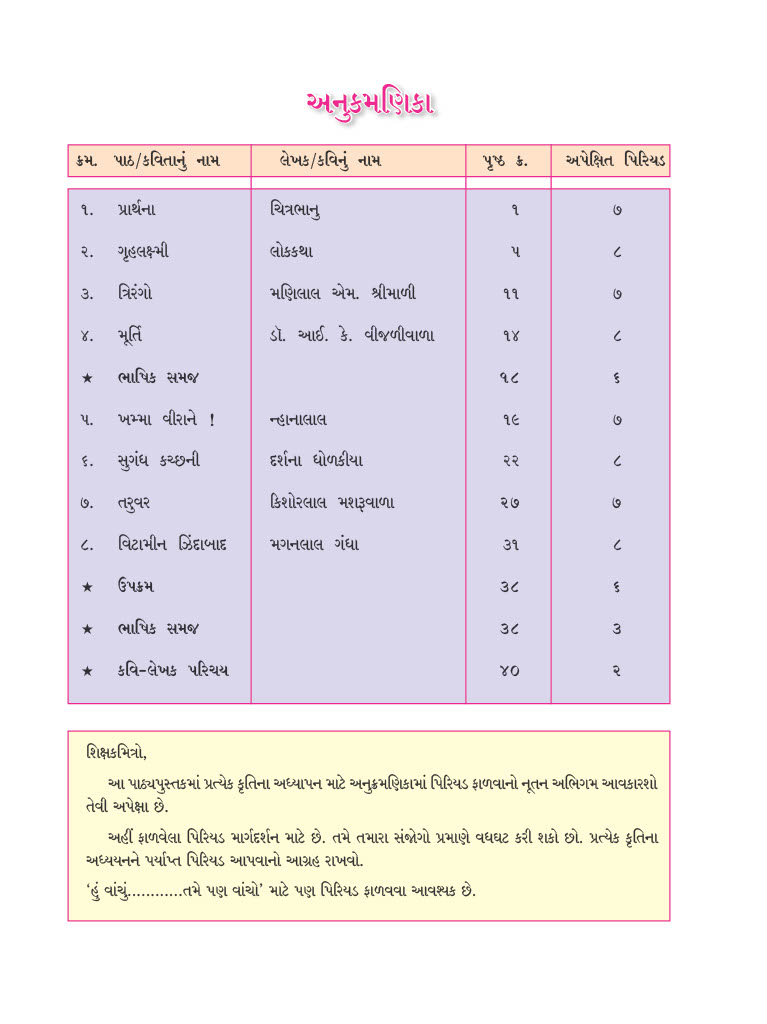 અનુક્રમણિકા
ક્રમ. પાઠ/કવિતાનું નામ લેખક/કવિનું નામ પૃષ્ઠ ક્ર. અપેક્ષિત પિરિયડ
૧. પ્રાર્થના ચિત્રભાનુ ૧ ૭
૨. ગૃહલક્ષ્મી લોકકથા ૫ ૮
૩. ત્રિરંગો મણિલાલ એમ. શ્રીમાળી ૧૧ ૭
૪. મૂર્તિ ડૉ. આઈ. કે. વીજળીવાળા ૧૪ ૮
★ ભાષિક સમજ ૧૮ ૬
૫. ખમ્મા વીરાને ! ન્હાનાલાલ ૧૯ ૭
૬. સુગંધ કચ્છની દર્શના ધોળકીયા ૨૨ ૮
૭. તરુવર કિશોરલાલ મશરૂવાળા ૨૭ ૭
૮. વિટામીન ઝિંદાબાદ મગનલાલ ગંધા ૩૧ ૮
★ ઉપક્રમ ૩૮ ૬
★ ભાષિક સમજ ૩૮ ૩
★ કવિ-લેખક પરિચય ૪૦ ૨
શિક્ષકમિત્રો,
આ પાઠ્યપુસ્તકમાં પ્રત્યેક કૃતિના અધ્યાપન માટે અનુક્રમણિકામાં પિરિયડ ફાળવાનો નૂતન અભિગમ આવકારશો
તેવી અપેક્ષા છે.
અહીં ફાળવેલા પિરિયડ માર્ગદર્શન માટે છે. તમે તમારા સંજોગો પ્રમાણે વધઘટ કરી શકો છો. પ્રત્યેક કૃતિના
અધ્યયનને પર્યાપ્ત પિરિયડ આપવાનો આગ્રહ રાખવો.
‘હું વાંચું............તમે પણ વાંચો’ માટે પણ પિરિયડ ફાળવવા આવશ્યક છે.